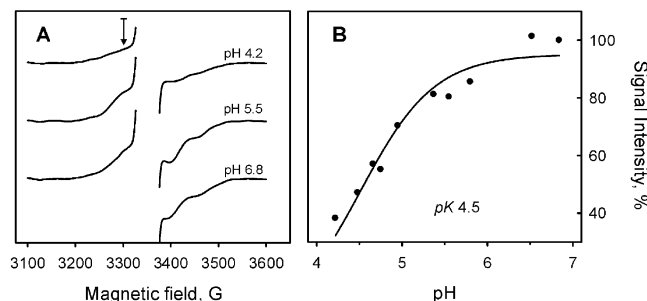 A
pH 4.2
pH 5.5
pH 6.8
3100 3200 3300 3400 3500 3600
Magnetic field, G
B
pK 4.5
4 5 6 7
pH
100
80
60
40
Signal Intensity, %